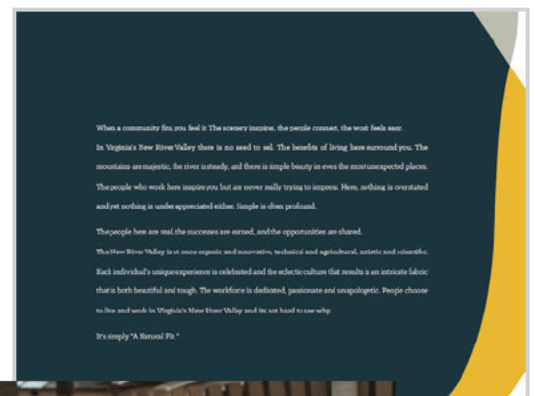 When a community fits, you feel it. The scenery inspires, the people connect, the work feels easy.
In Virginia's New River Valley there is no need to sell. The benefits of living here surround you. The
mountains are majestic, the river is steady, and there is simple beauty in even the most unexpected places.
The people who work here inspire you but are never really trying to impress. Here, nothing is overstated
and yet nothing is under appreciated either. Simple is often profound.
The people here are real, the successes are earned, and the opportunities are shared.
The New River Valley is at once organic and innovative, technical and agricultural, artistic and scientific.
Each individual's unique experience is celebrated and the eclectic culture that results is an intricate fabric
that is both beautiful and tough. The workforce is dedicated, passionate and unapologetic. People choose
to live and work in Virginia's New River Valley and its not hard to see why.
It's simply "A Natural Fit."